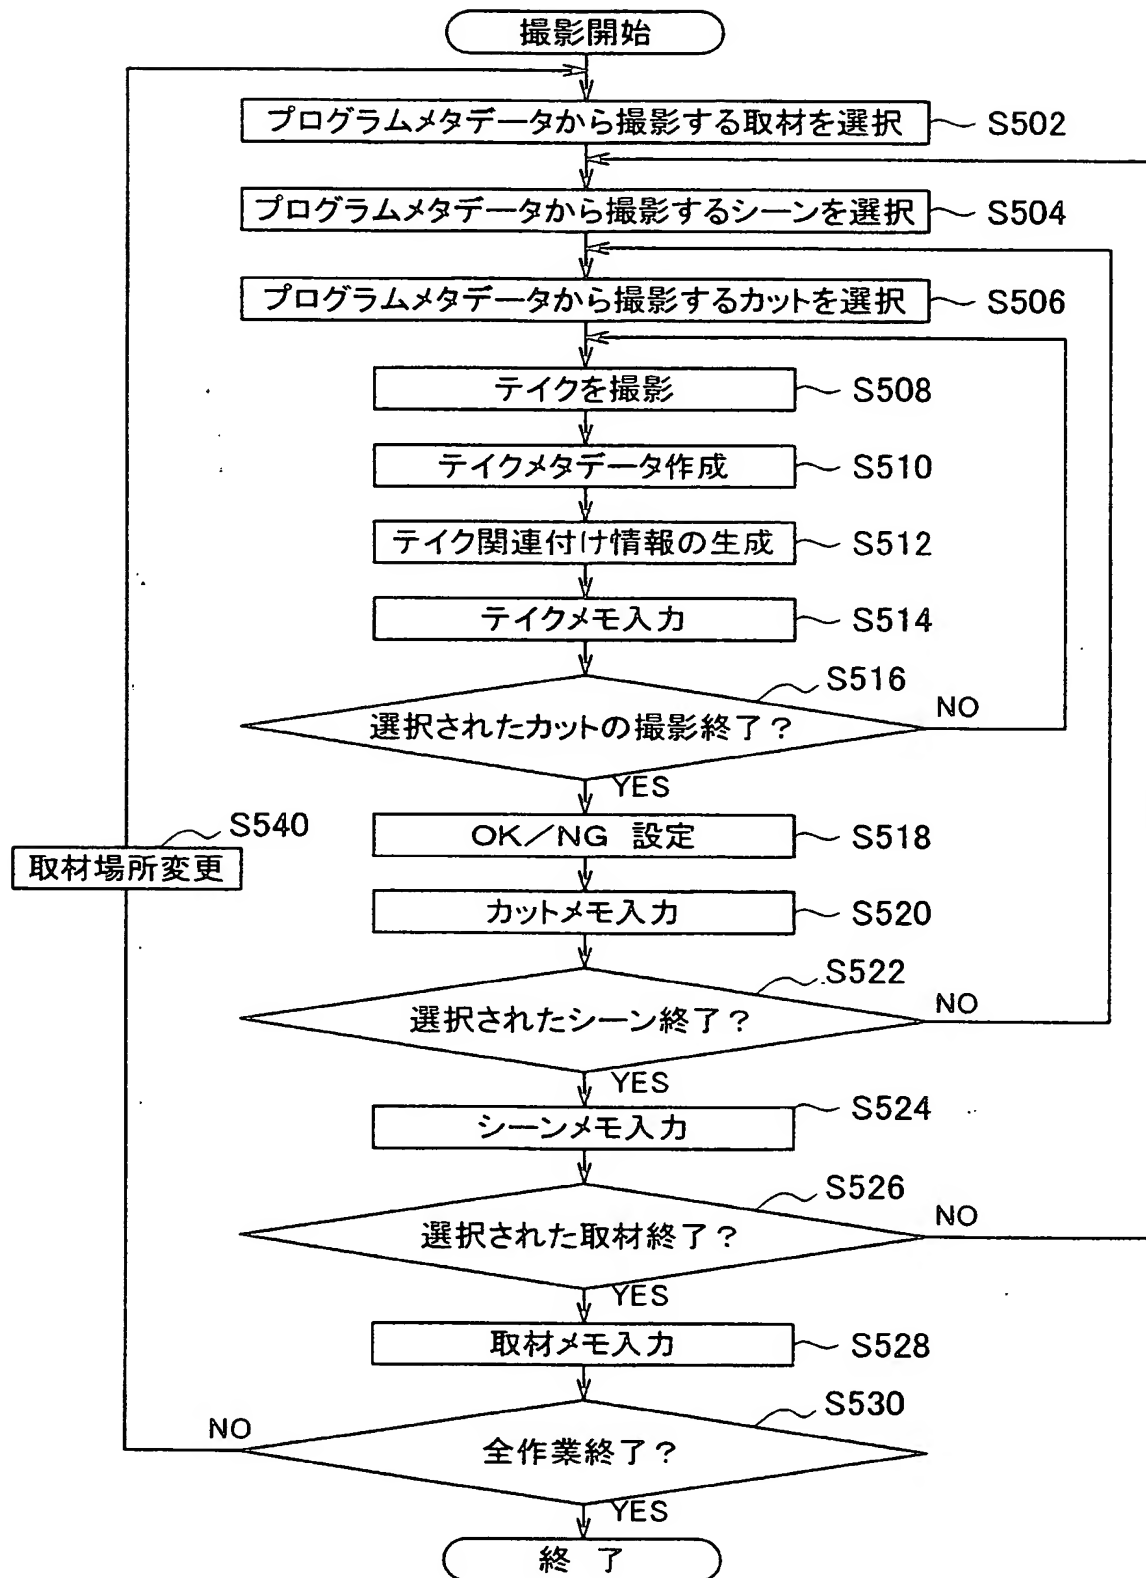 撮影開始
プログラムメタデータから撮影する取材を選択 S502
プログラムメタデータから撮影するシーンを選択 S504
プログラムメタデータから撮影するカットを選択 S506
テイクを撮影 S508
テイクメタデータ作成 S510
テイク関連付け情報の生成 S512
テイクメモ入力 S514
S516
選択されたカットの撮影終了? NO
YES
S540
OK/NG 設定 S518
取材場所変更
カットメモ入力 S520
S522
選択されたシーン終了? NO
YES
シーンメモ入力 S524
S526
選択された取材終了? NO
YES
取材メモ入力 S528
S530
NO 全作業終了?
YES
終了